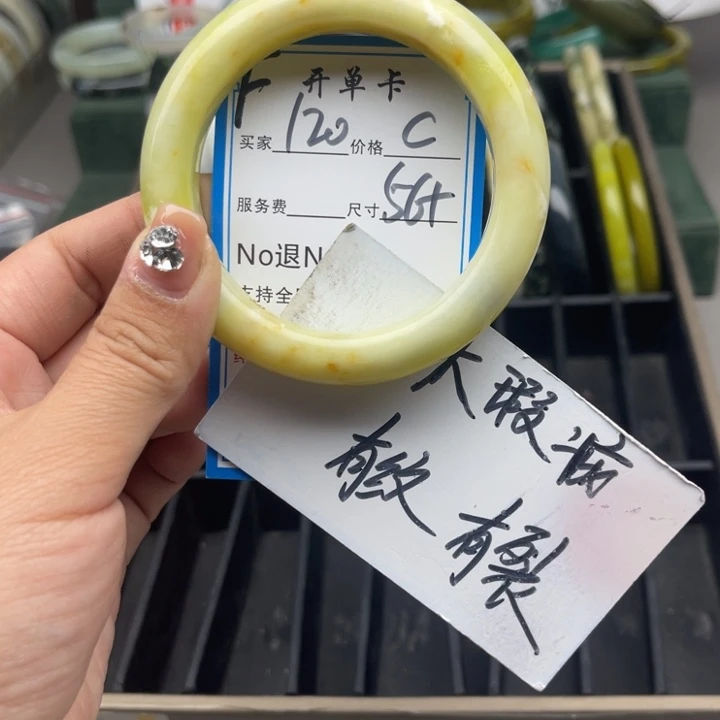 开单卡
买家 120 价格 C
服务费 尺寸 56+
No退N
支持全
大瑕疵
有纹
有裂